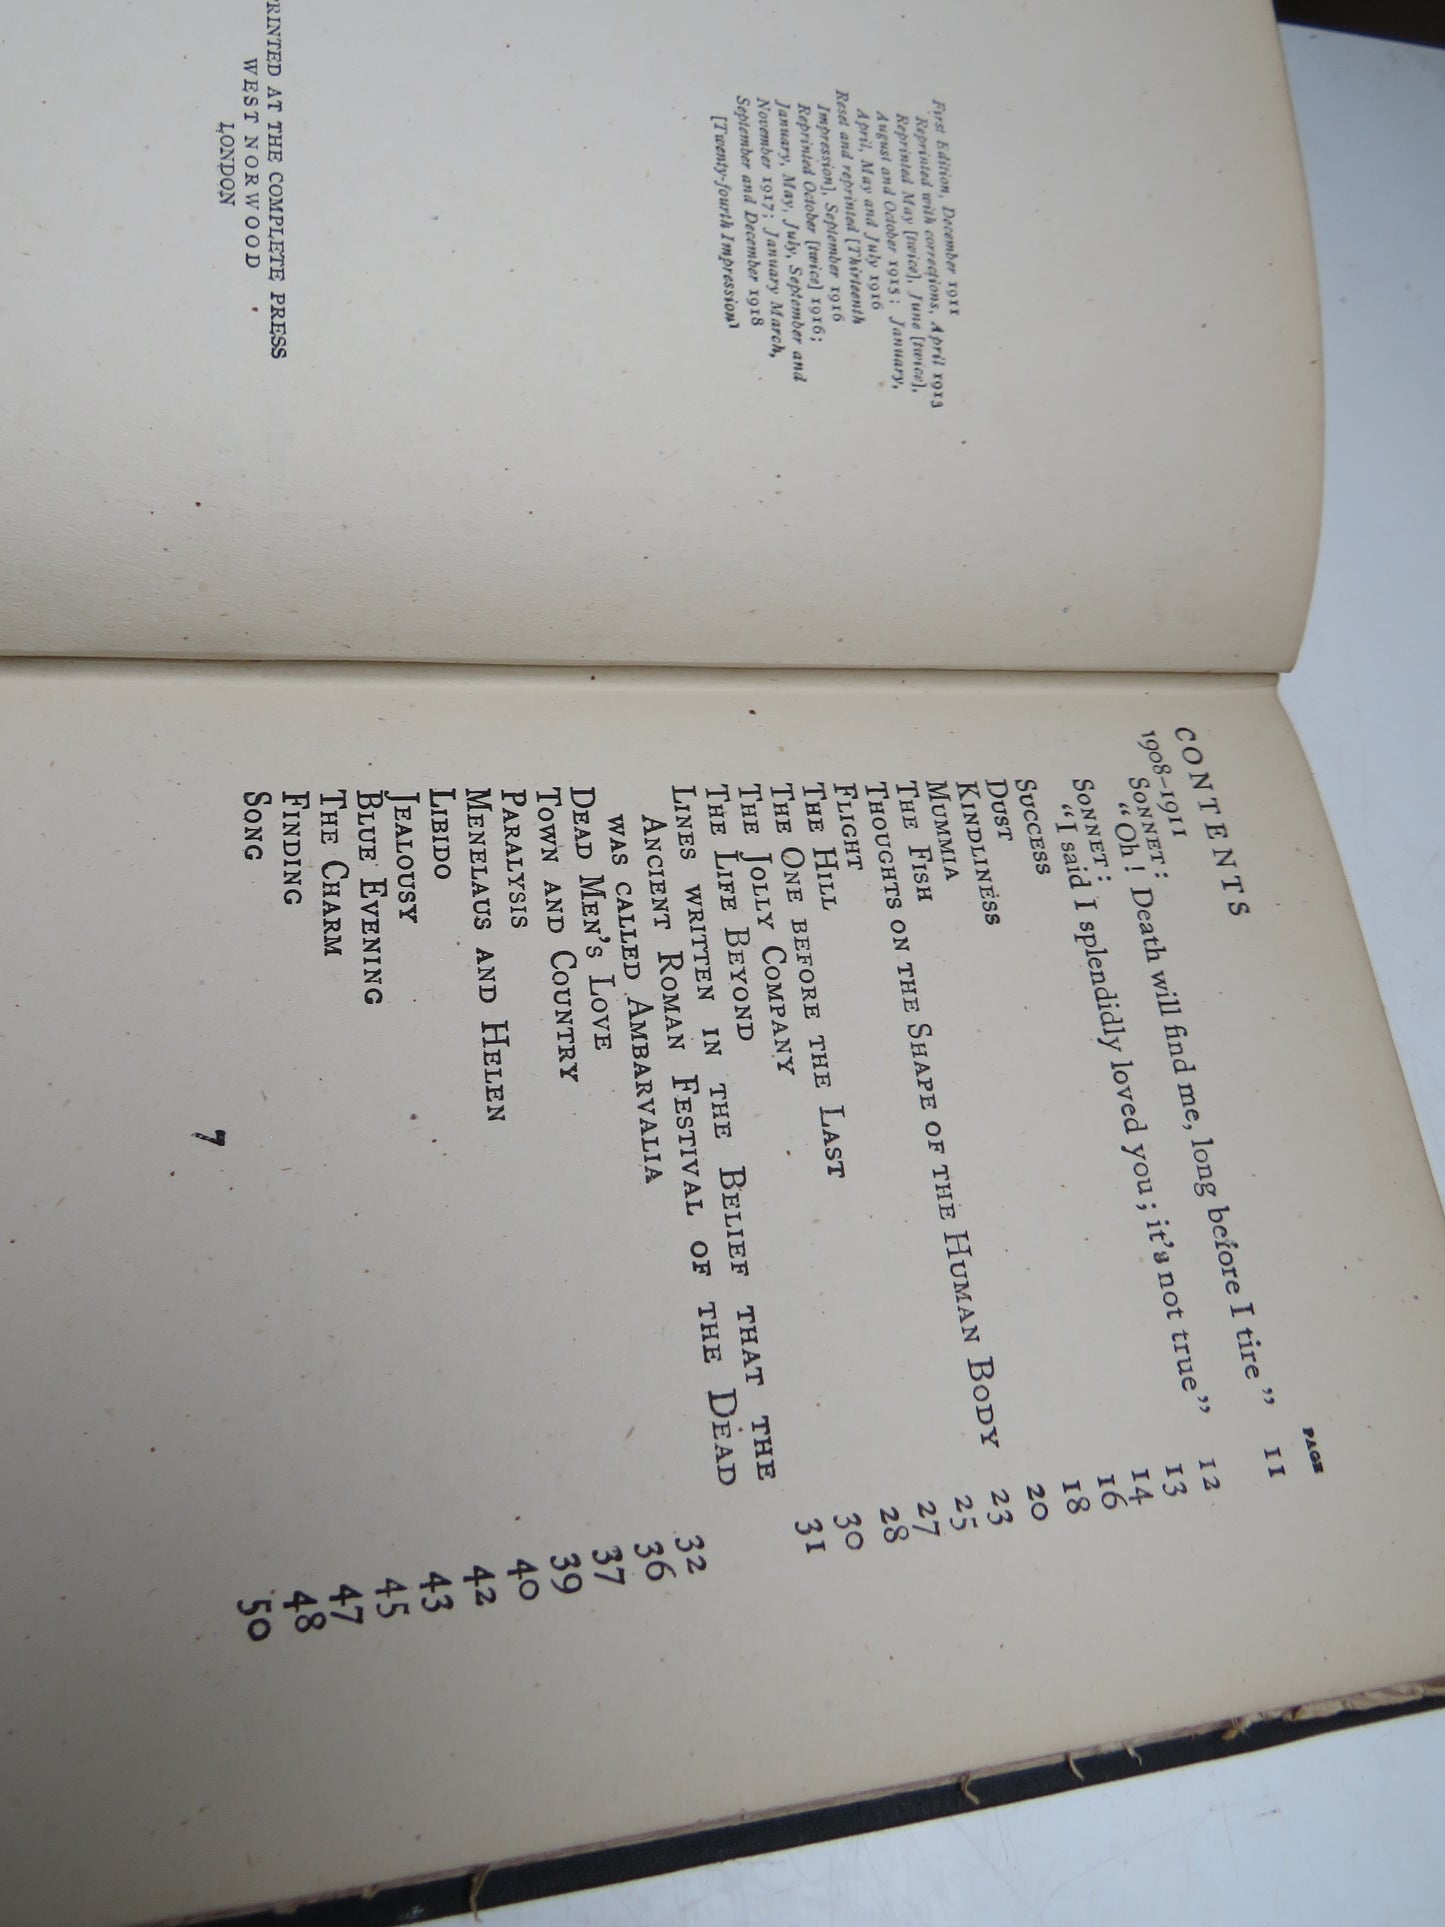 First Edition, December 1911
Reprinted with corrections, April 1913
Reprinted May [twice], June [twice],
August and October 1915; January,
April, May and July 1916
Reset and reprinted [Thirteenth
Impression], September 1916
Reprinted October [twice] 1916;
January, May, July, September and
November 1917; January March,
September and December 1918
[Twenty-fourth Impression]
PRINTED AT THE COMPLETE PRESS
WEST NORWOOD
LONDON
CONTENTS
PAGE
1908-1911
SONNET:
"Oh! Death will find me, long before I tire" 11
SONNET:
"I said I splendidly loved you; it's not true" 12
SUCCESS 13
DUST 14
KINDLINESS 16
MUMMIA 18
THE FISH 20
THOUGHTS ON THE SHAPE OF THE HUMAN BODY 23
FLIGHT 25
THE HILL 27
THE ONE BEFORE THE LAST 28
THE JOLLY COMPANY 30
THE LIFE BEYOND 31
LINES WRITTEN IN THE BELIEF THAT THE
ANCIENT ROMAN FESTIVAL OF THE DEAD
WAS CALLED AMBARVALIA 32
DEAD MEN'S LOVE 36
TOWN AND COUNTRY 37
PARALYSIS 39
MENELAUS AND HELEN 40
LIBIDO 42
JEALOUSY 43
BLUE EVENING 45
THE CHARM 47
FINDING 48
SONG 50
7